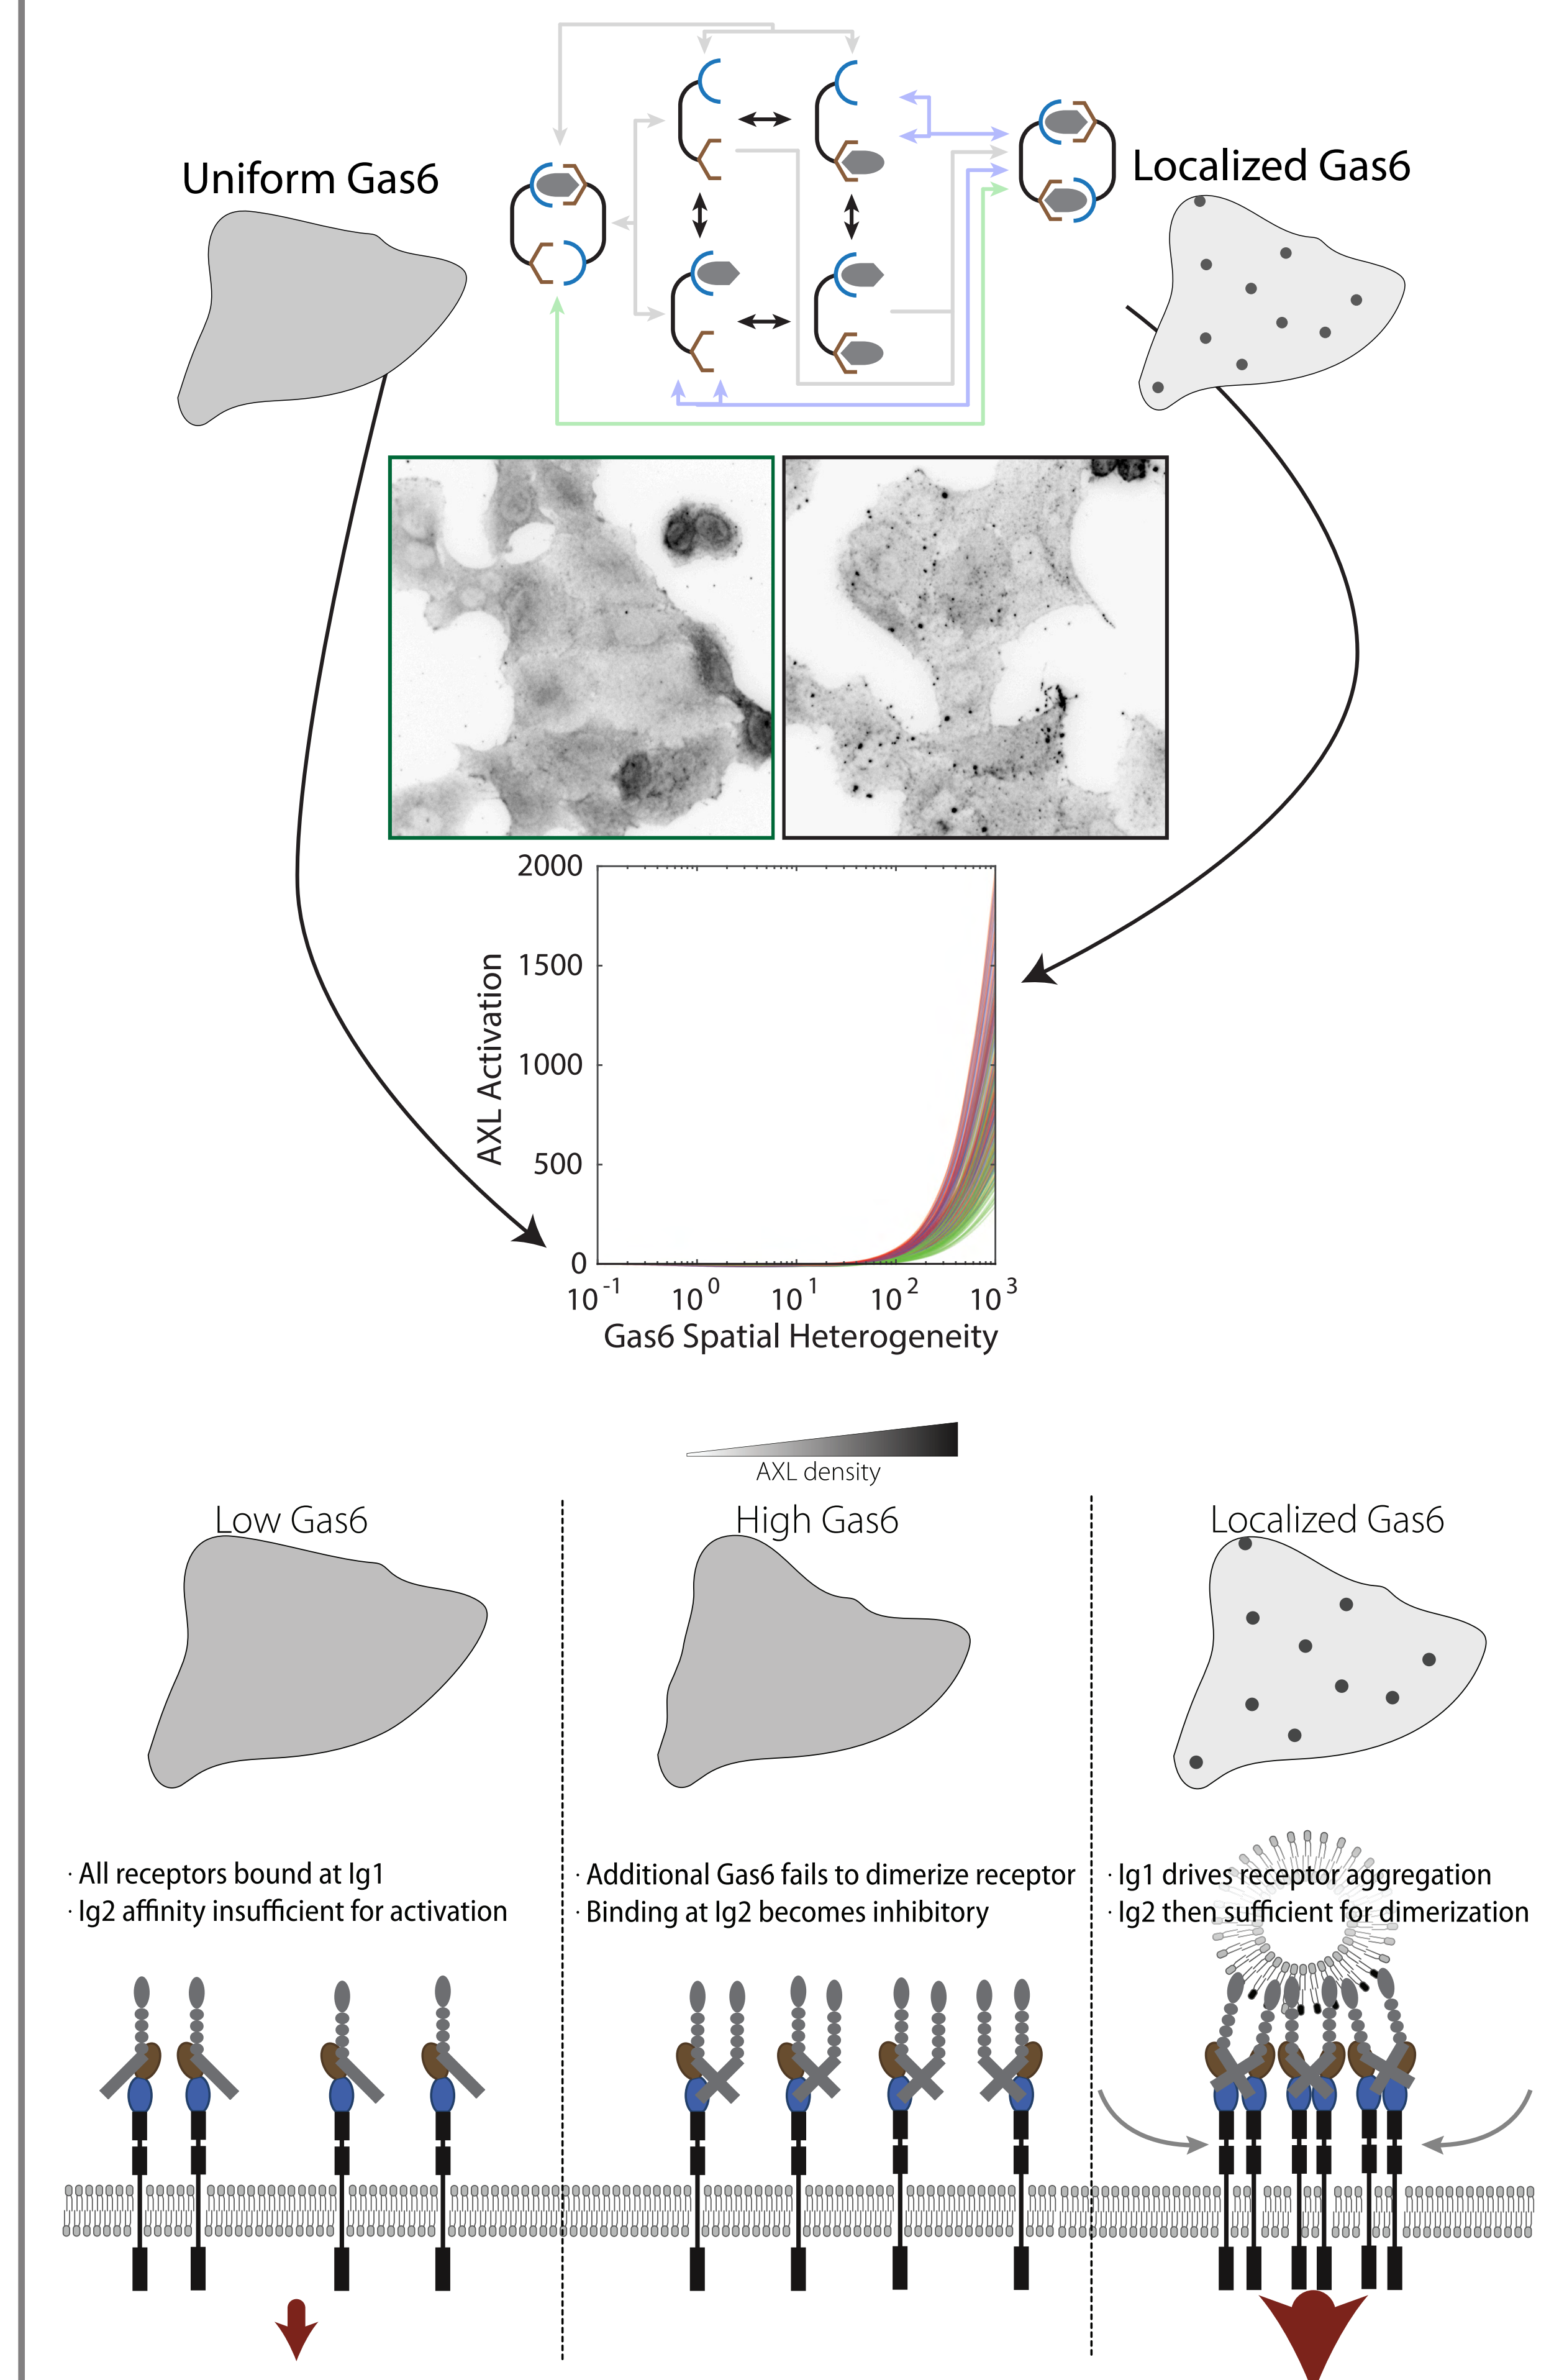 Uniform Gas6
Localized Gas6
2000
1500
1000
500
0
AXL Activation
10^-1 10^0 10^1 10^2 10^3
Gas6 Spatial Heterogeneity
AXL density
Low Gas6
High Gas6
Localized Gas6
· All receptors bound at Ig1
· Ig2 affinity insufficient for activation
· Additional Gas6 fails to dimerize receptor
· Binding at Ig2 becomes inhibitory
· Ig1 drives receptor aggregation
· Ig2 then sufficient for dimerization